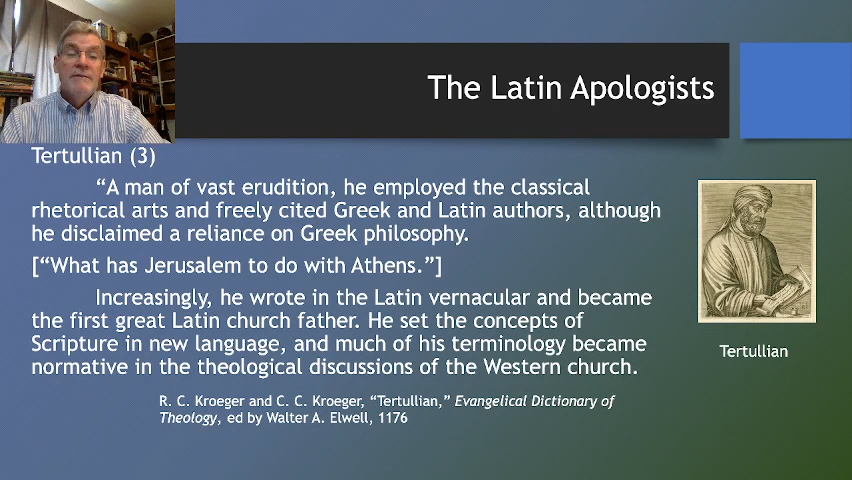 The Latin Apologists
Tertullian (3)
“A man of vast erudition, he employed the classical
rhetorical arts and freely cited Greek and Latin authors, although
he disclaimed a reliance on Greek philosophy.
[“What has Jerusalem to do with Athens.”]
Increasingly, he wrote in the Latin vernacular and became
the first great Latin church father. He set the concepts of
Scripture in new language, and much of his terminology became
normative in the theological discussions of the Western church.
R. C. Kroeger and C. C. Kroeger, “Tertullian,” Evangelical Dictionary of
Theology, ed by Walter A. Elwell, 1176
Tertullian